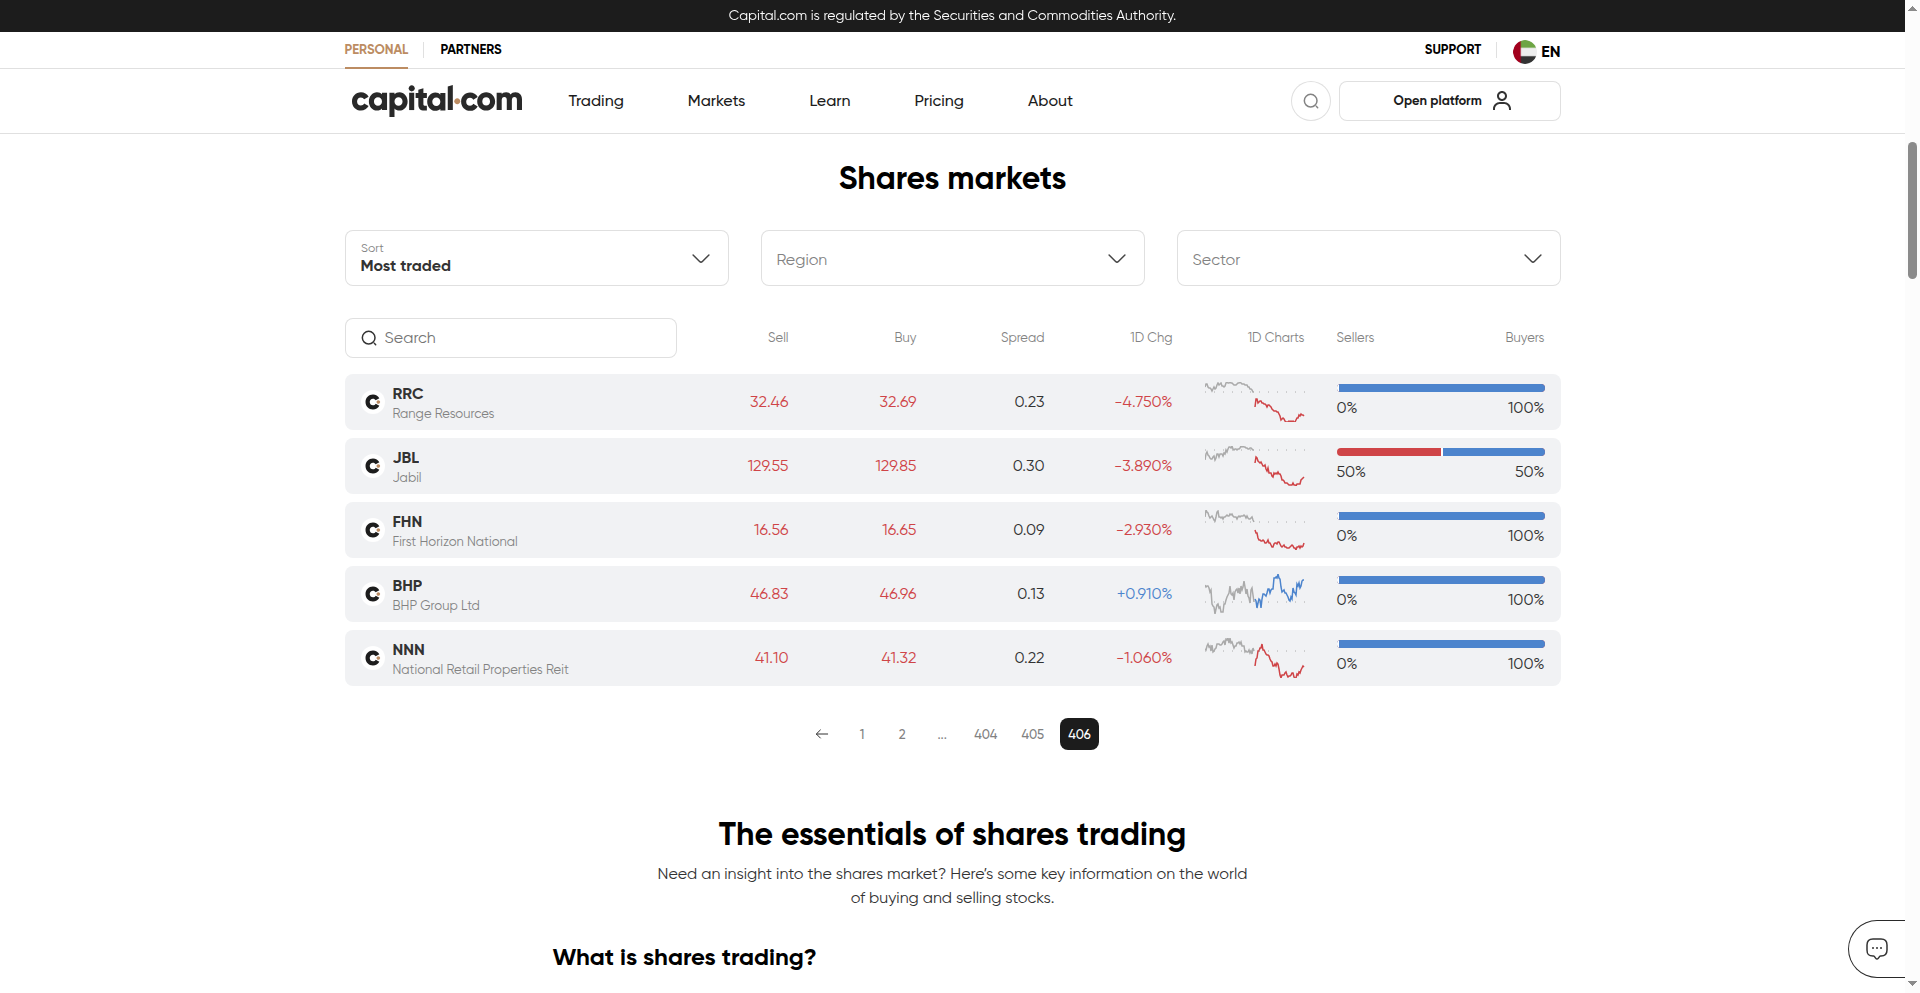 Capital.com is regulated by the Securities and Commodities Authority.
PERSONAL PARTNERS SUPPORT EN
capital.com Trading Markets Learn Pricing About Open platform
Shares markets
Sort
Most traded
Region
Sector
Search Sell Buy Spread 1D Chg 1D Charts Sellers Buyers
RRC
Range Resources
32.46 32.69 0.23 -4.750% 0% 100%
JBL
Jabil
129.55 129.85 0.30 -3.890% 50% 50%
FHN
First Horizon National
16.56 16.65 0.09 -2.930% 0% 100%
BHP
BHP Group Ltd
46.83 46.96 0.13 +0.910% 0% 100%
NNN
National Retail Properties Reit
41.10 41.32 0.22 -1.060% 0% 100%
1 2 ... 404 405 406
The essentials of shares trading
Need an insight into the shares market? Here's some key information on the world
of buying and selling stocks.
What is shares trading?